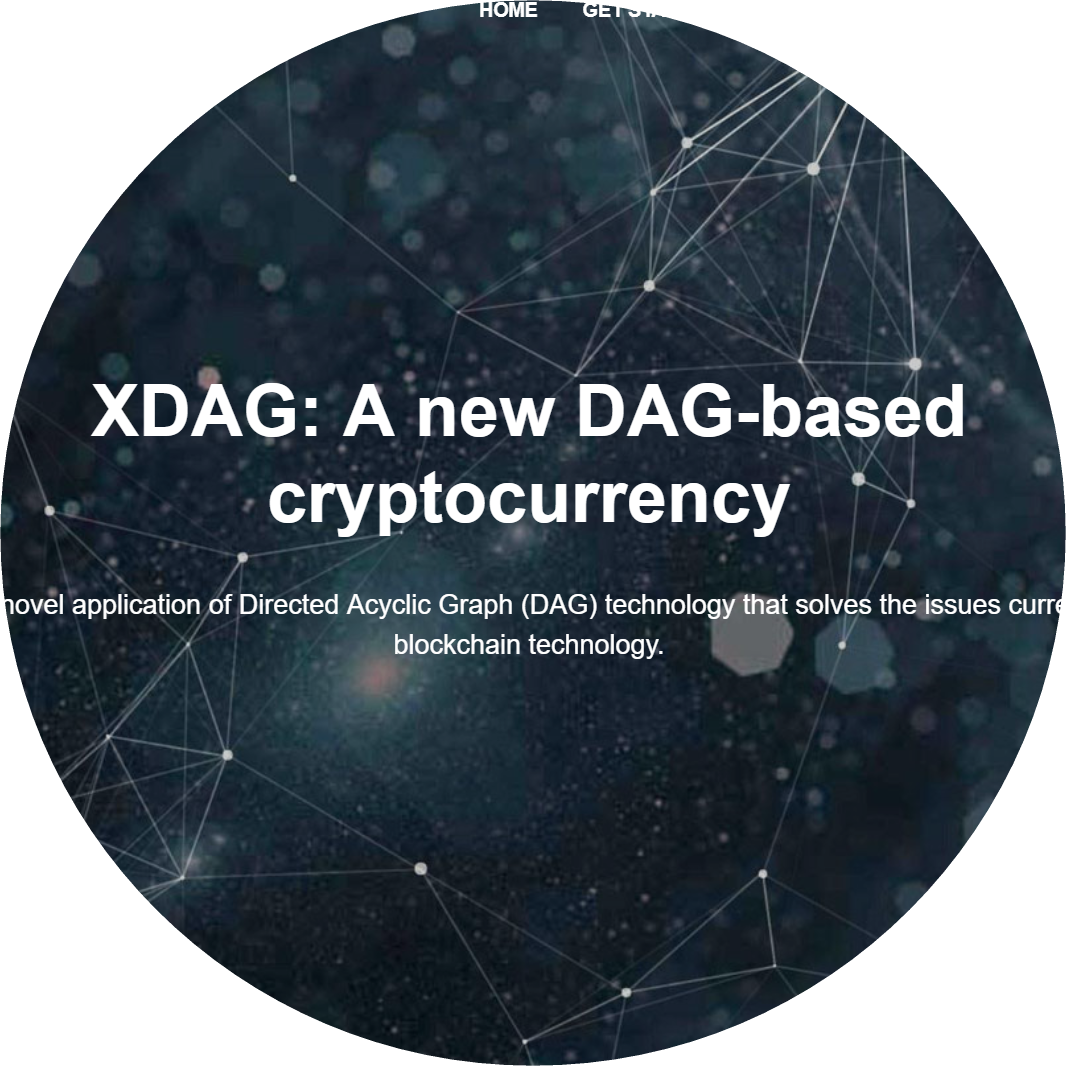 HOME
XDAG: A new DAG-based
cryptocurrency
novel application of Directed Acyclic Graph (DAG) technology that solves the issues
blockchain technology.